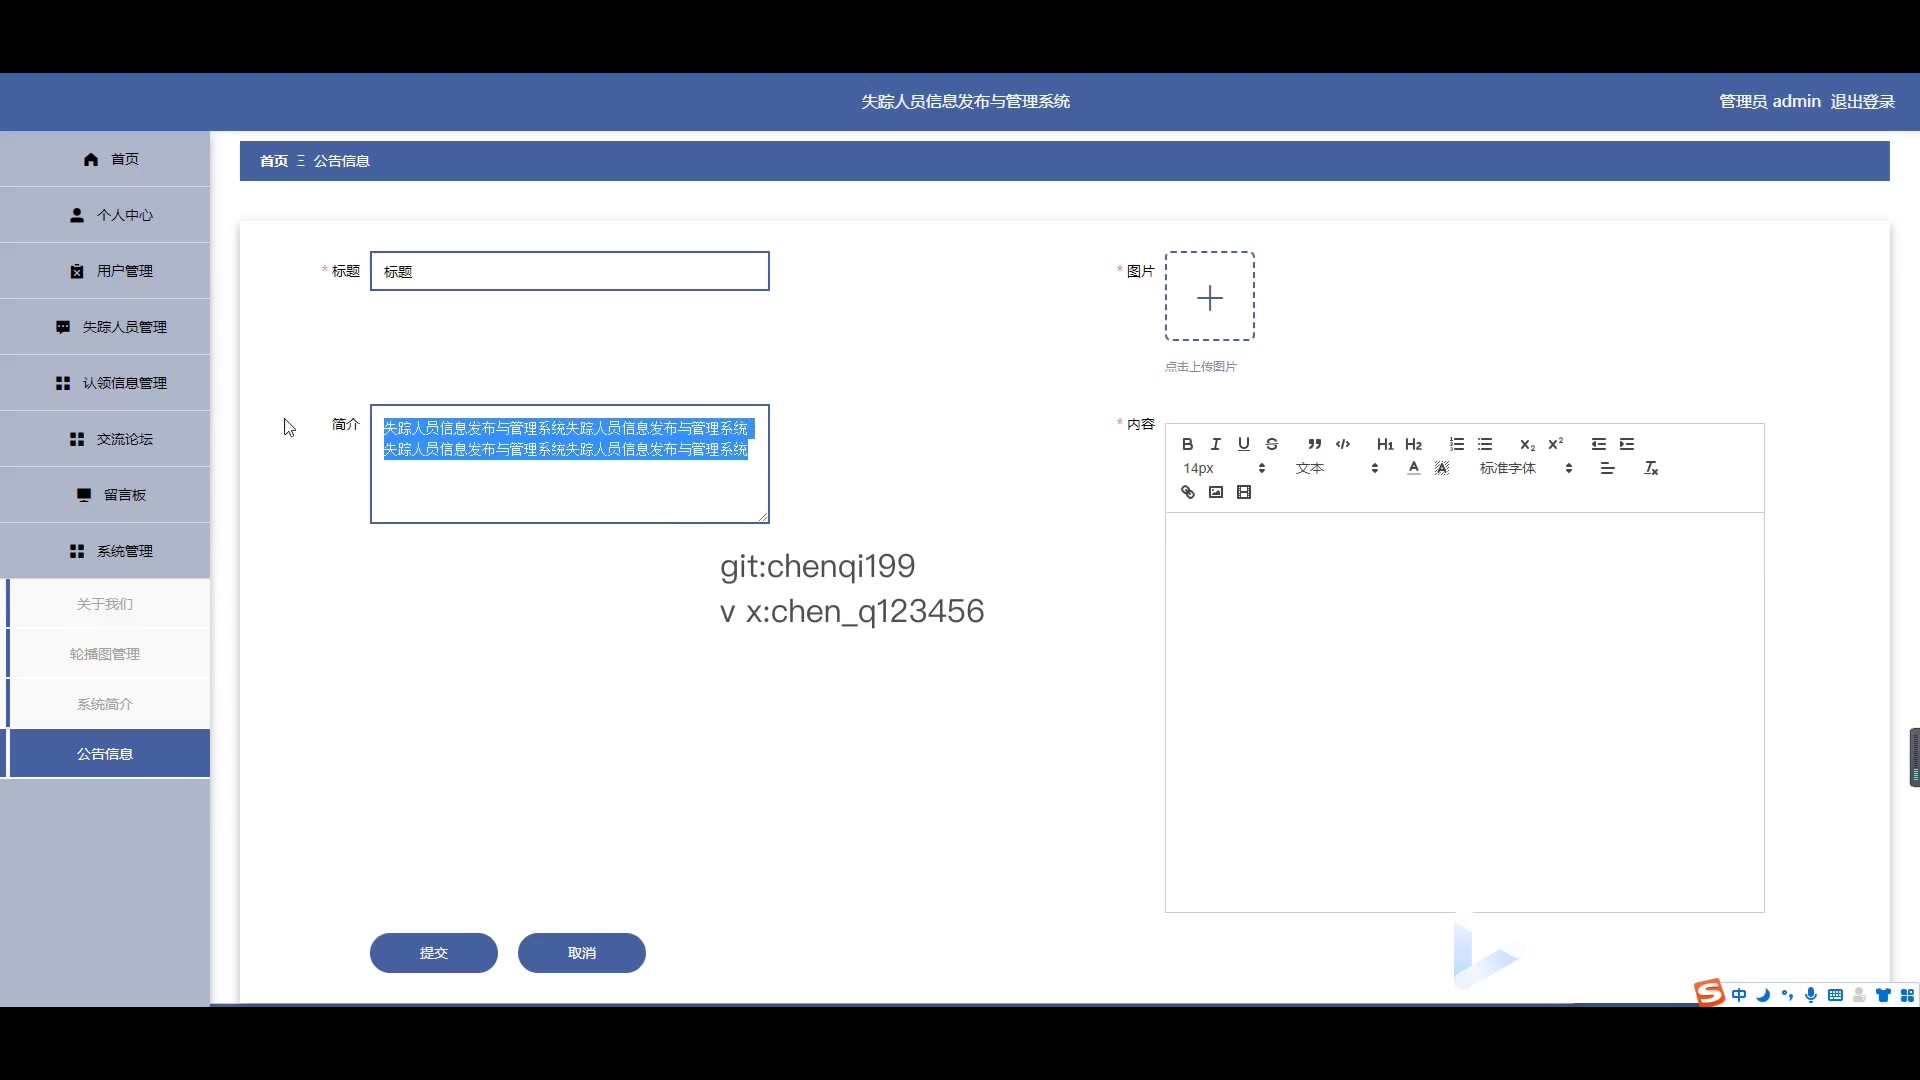 失踪人员信息发布与管理系统
管理员 admin 退出登录
首页
个人中心
用户管理
失踪人员管理
认领信息管理
交流论坛
留言板
系统管理
关于我们
轮播图管理
系统简介
公告信息
首页 Ξ 公告信息
* 标题 标题
* 图片
点击上传图片
简介
失踪人员信息发布与管理系统失踪人员信息发布与管理系统
失踪人员信息发布与管理系统失踪人员信息发布与管理系统
* 内容
B I U S H1 H2 X2 X2
14px 文本 A A 标准字体 Tx
git:chenqi199
v x:chen_q123456
提交 取消
S 中